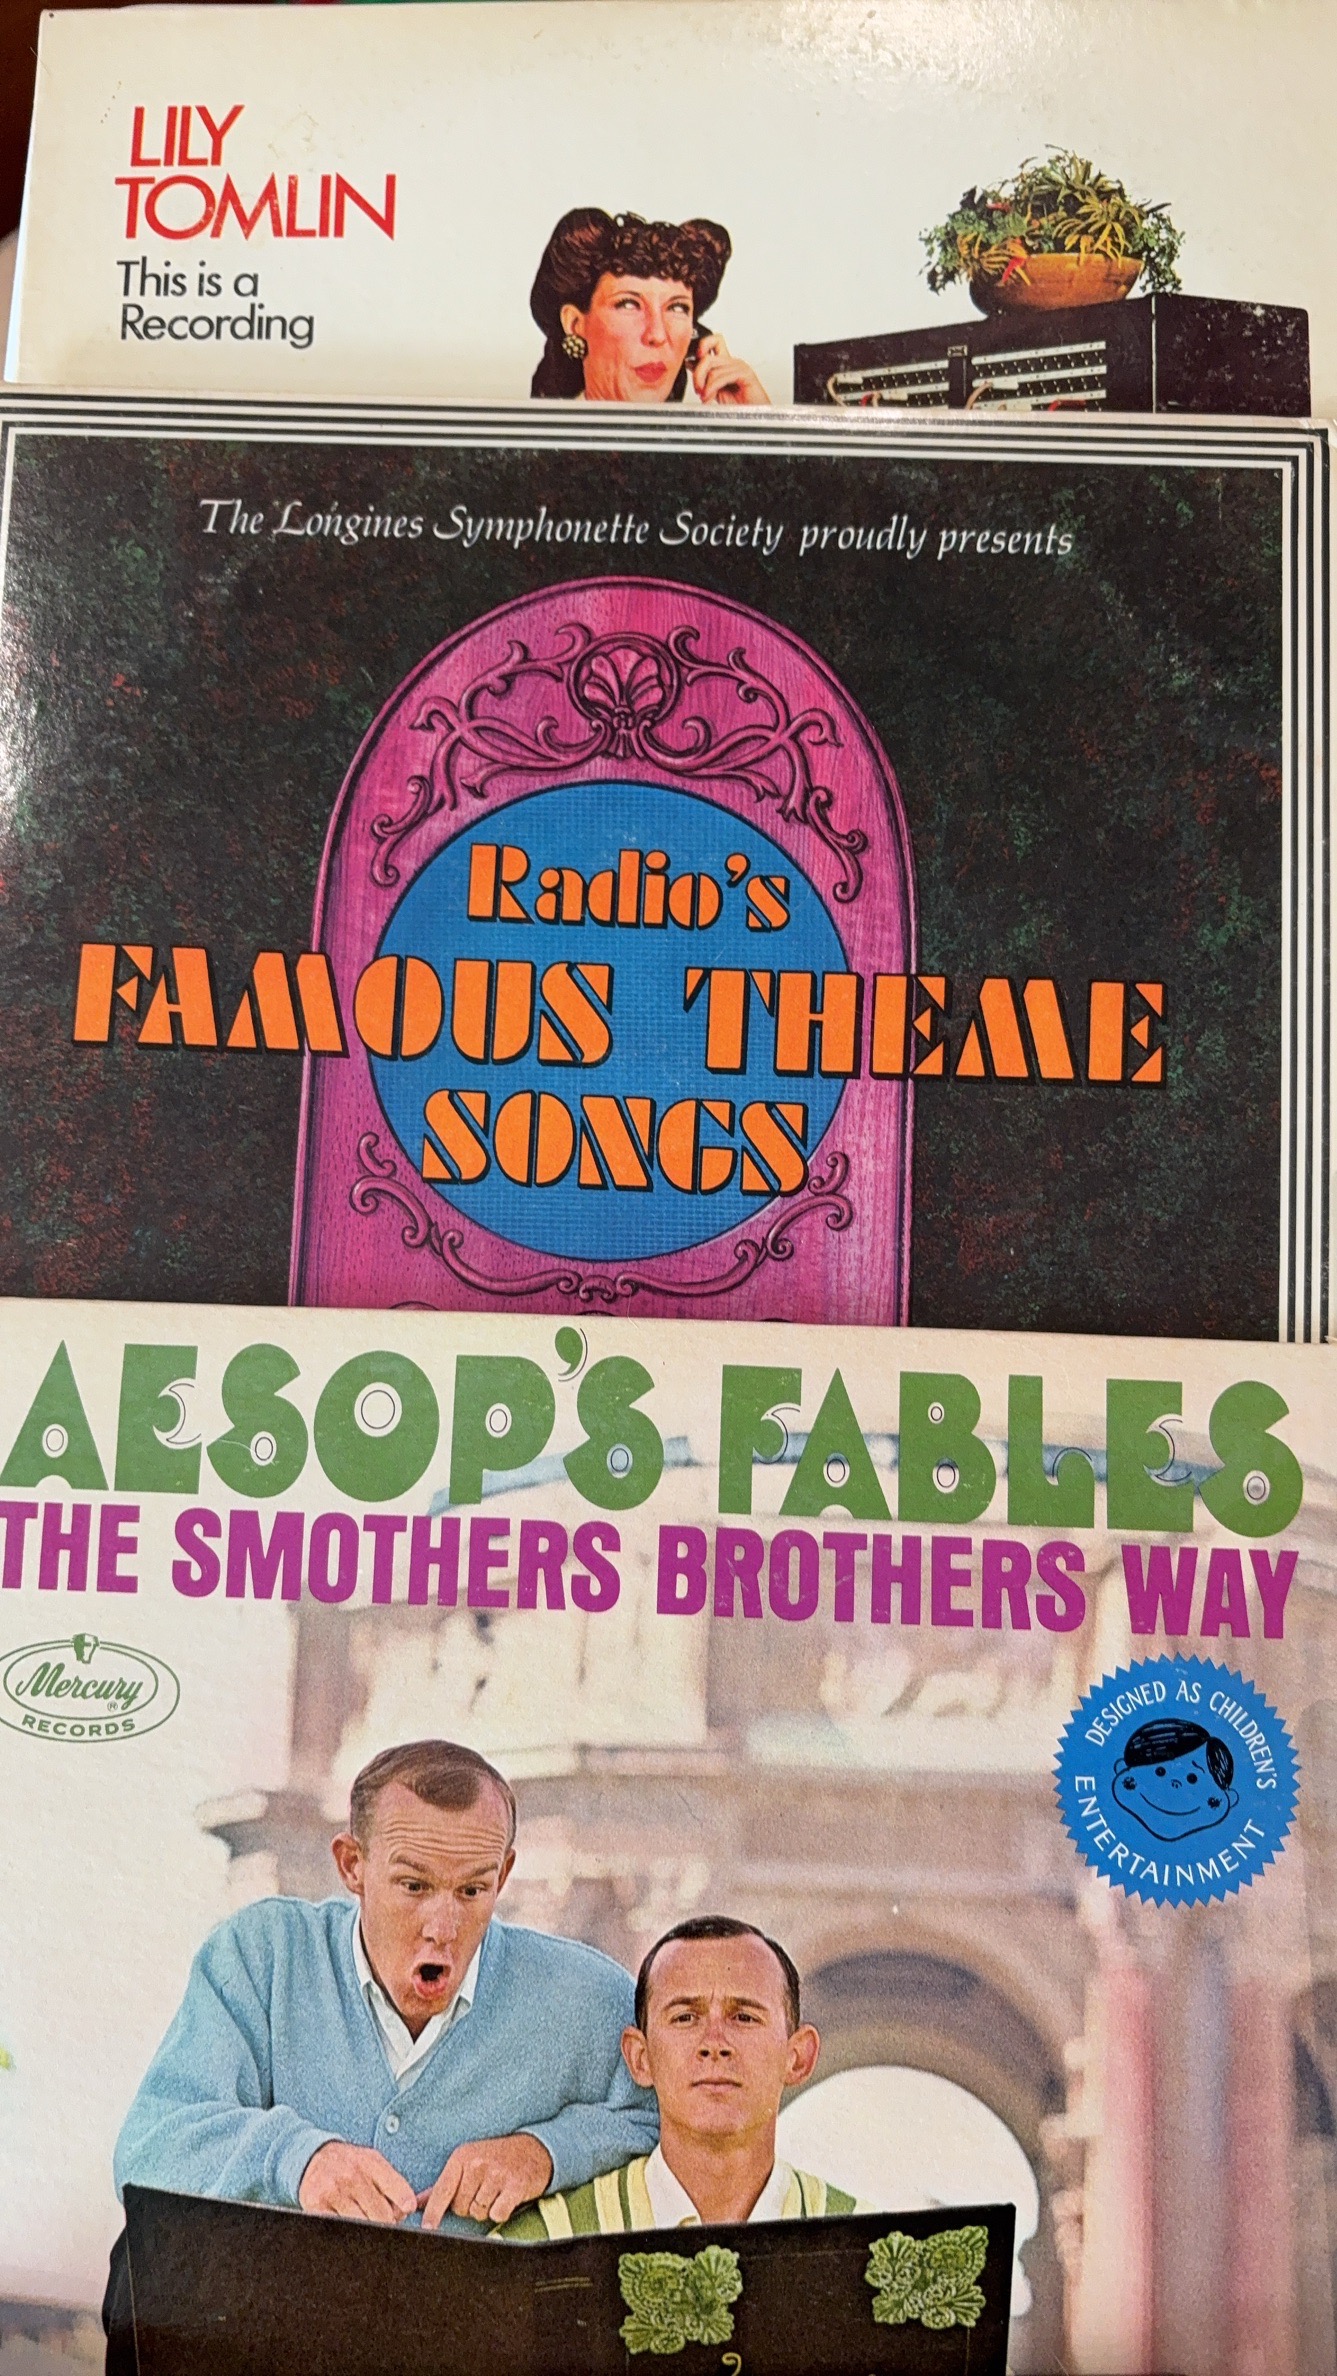 LILY
TOMLIN
This is a
Recording
The Longines Symphonette Society proudly presents
Radio's
FAMOUS THEME
SONGS
AESOP'S FABLES
THE SMOTHERS BROTHERS WAY
Mercury
®
RECORDS
DESIGNED AS CHILDREN'S
ENTERTAINMENT